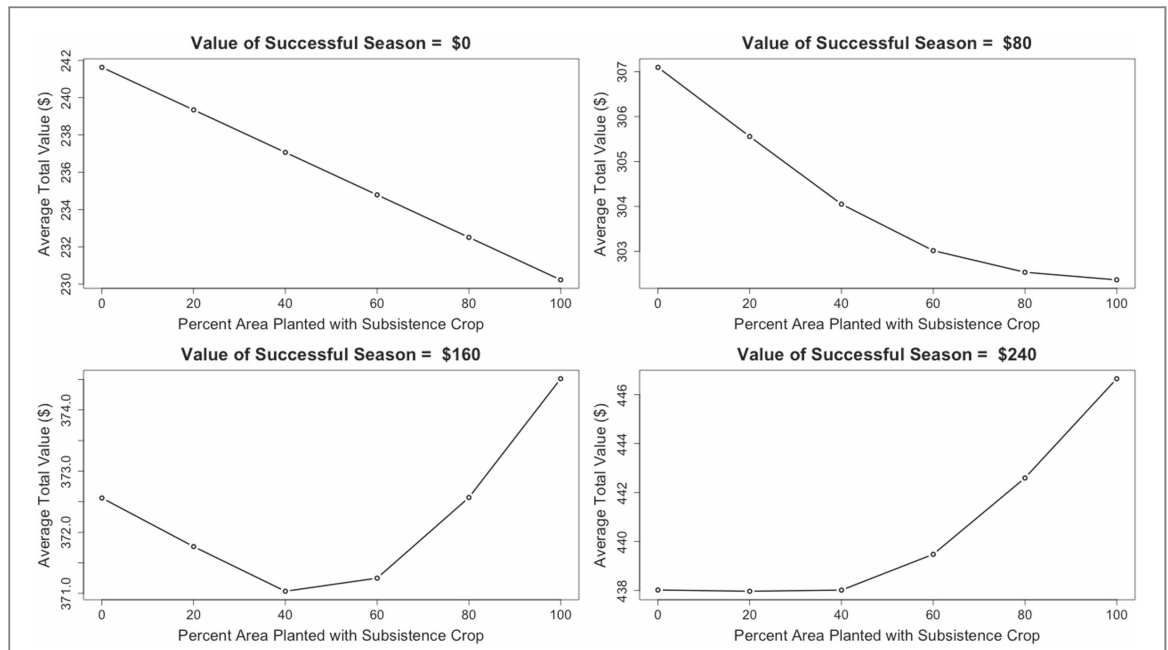 Value of Successful Season = $0
Average Total Value ($)
242
240
238
236
234
232
230
0 20 40 60 80 100
Percent Area Planted with Subsistence Crop
Value of Successful Season = $80
Average Total Value ($)
307
306
305
304
303
0 20 40 60 80 100
Percent Area Planted with Subsistence Crop
Value of Successful Season = $160
Average Total Value ($)
374.0
373.0
372.0
371.0
0 20 40 60 80 100
Percent Area Planted with Subsistence Crop
Value of Successful Season = $240
Average Total Value ($)
446
444
442
440
438
0 20 40 60 80 100
Percent Area Planted with Subsistence Crop